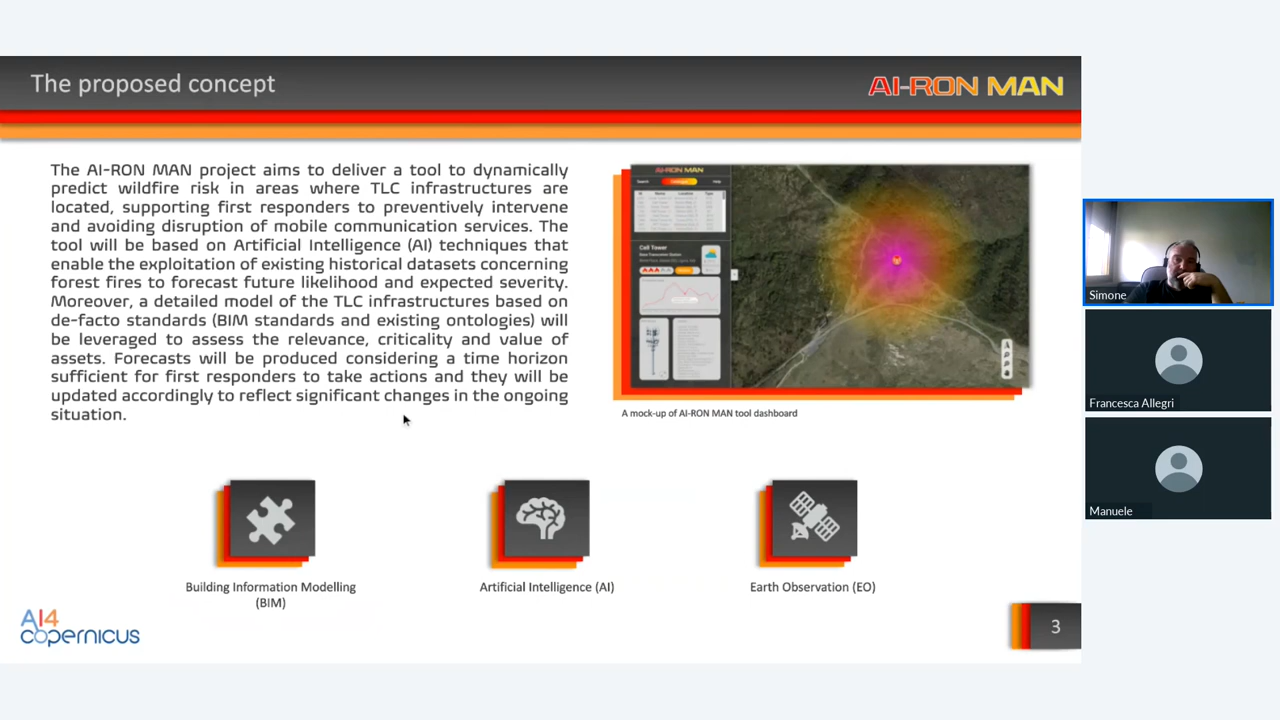 The proposed concept
AI-RON MAN
The AI-RON MAN project aims to deliver a tool to dynamically
predict wildfire risk in areas where TLC infrastructures are
located, supporting first responders to preventively intervene
and avoiding disruption of mobile communication services. The
tool will be based on Artificial Intelligence (AI) techniques that
enable the exploitation of existing historical datasets concerning
forest fires to forecast future likelihood and expected severity.
Moreover, a detailed model of the TLC infrastructures based on
de-facto standards (BIM standards and existing ontologies) will
be leveraged to assess the relevance, criticality and value of
assets. Forecasts will be produced considering a time horizon
sufficient for first responders to take actions and they will be
updated accordingly to reflect significant changes in the ongoing
situation.
AI-RON MAN
Search
Help
Cell Tower
A mock-up of AI-RON MAN tool dashboard
Building Information Modelling
(BIM)
Artificial Intelligence (AI)
Earth Observation (EO)
AI4
copernicus
3
Simone
Francesca Allegri
Manuele